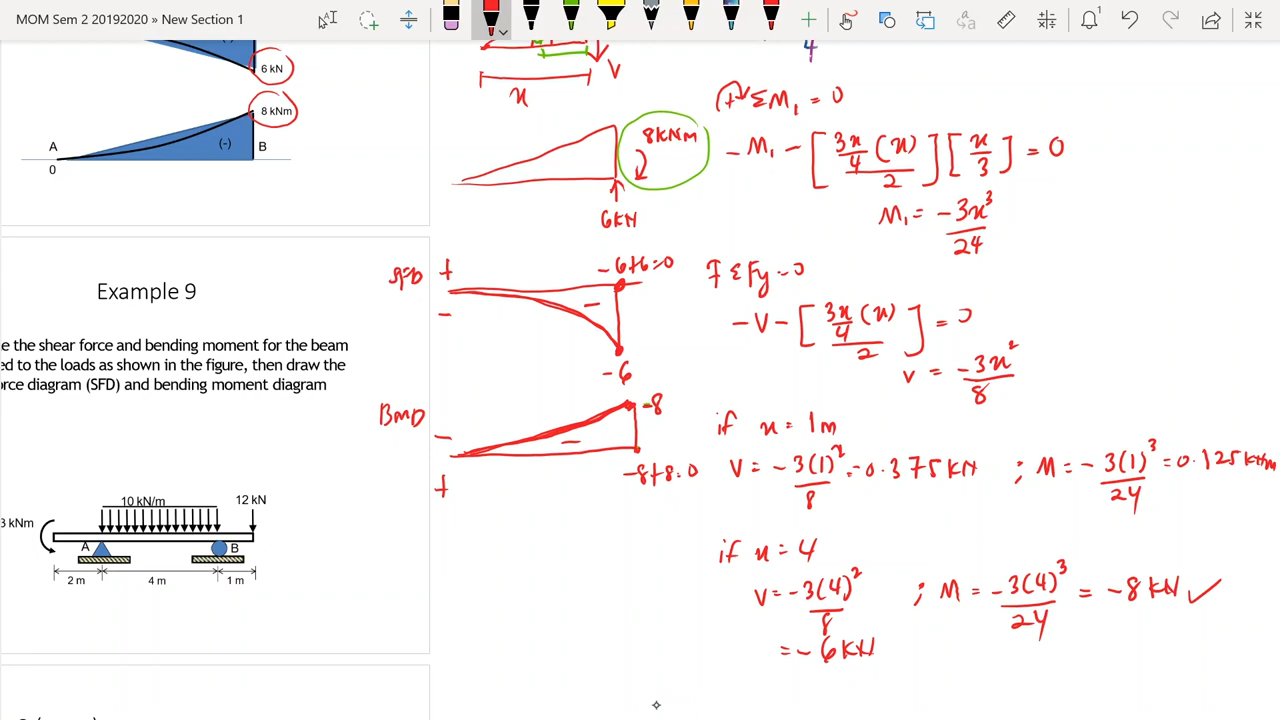 MOM Sem 2 20192020 » New Section 1
(-)
6 kN
8 kNm
A
(-)
B
0
Example 9
e the shear force and bending moment for the beam
ed to the loads as shown in the figure, then draw the
orce diagram (SFD) and bending moment diagram
10 kN/m
12 kN
3 kNm
A
B
2 m
4 m
1 m
V
x
4
8kNm
6kN
SFD
+
-
-6+6=0
-
-6
BMD
-
+
-8
-
-8+8=0
+ ΣM₁ = 0
-M₁ - [3x/4 (x)/2] [x/3] = 0
M₁ = -3x³/24
ΣFy = 0
-V - [3x/4 (x)/2] = 0
V = -3x²/8
if x = 1m
V = -3(1)²/8 = -0.375kN ; M = -3(1)³/24 = 0.125kNm
if x = 4
V = -3(4)²/8 ; M = -3(4)³/24 = -8kN ✓
= -6kN